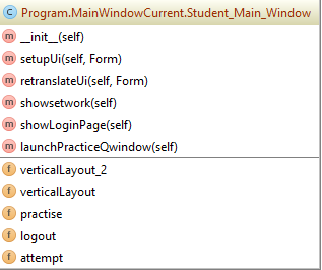 C Program.MainWindowCurrent.Student_Main_Window
m __init__(self)
m setupUi(self, Form)
m retranslateUi(self, Form)
m showsetwork(self)
m showLoginPage(self)
m launchPracticeQwindow(self)
f verticalLayout_2
f verticalLayout
f practise
f logout
f attempt